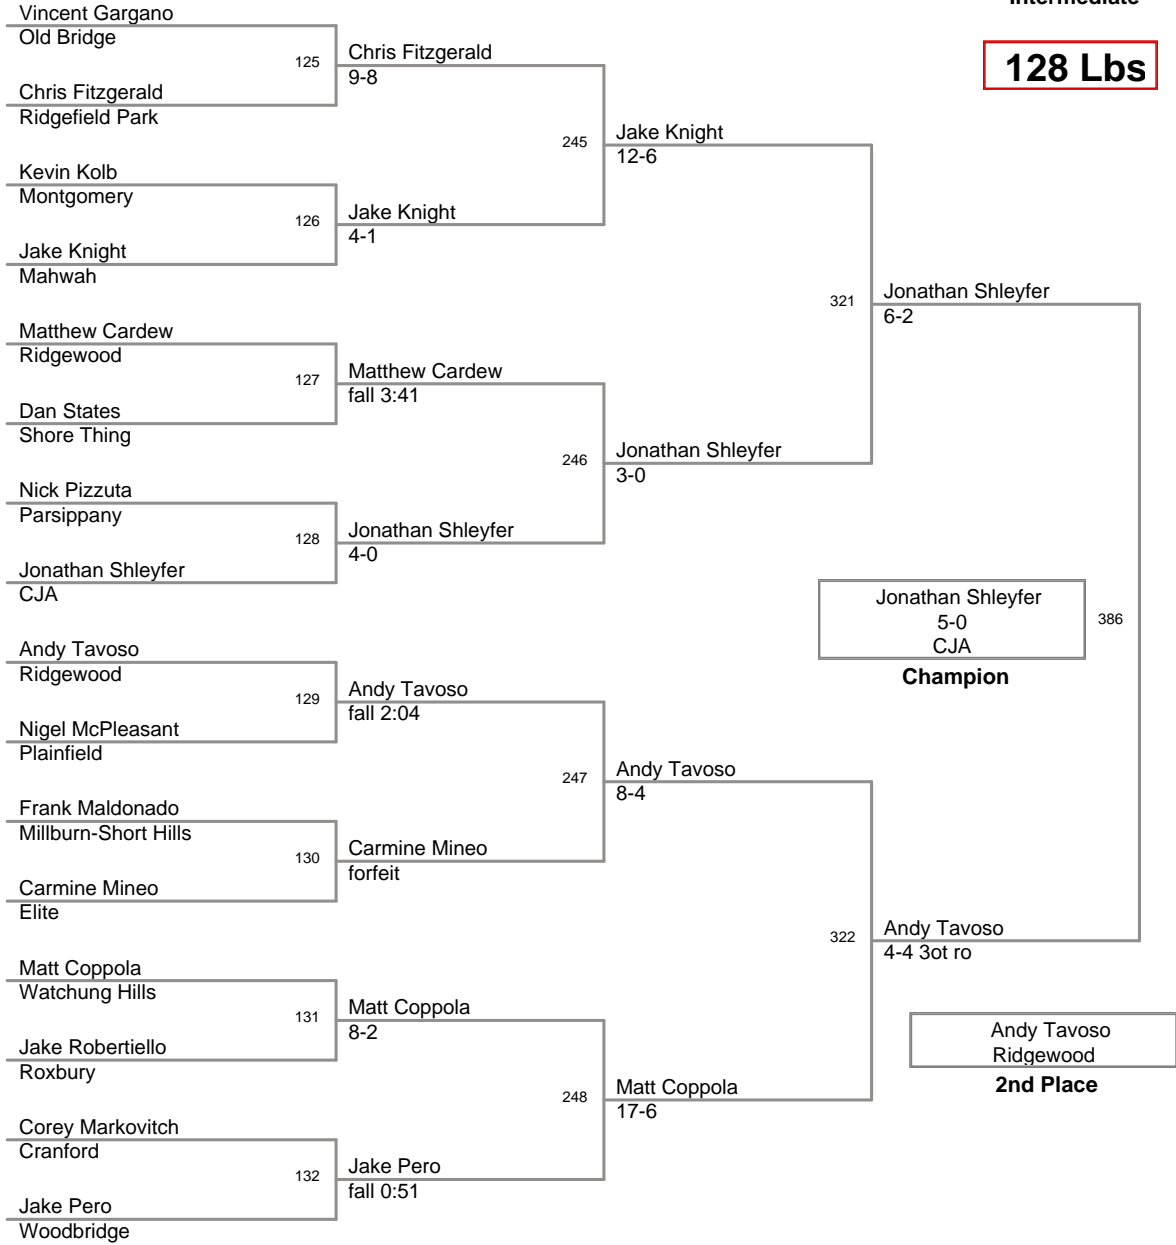 Intermediate
128 Lbs
Vincent Gargano
Old Bridge
125
Chris Fitzgerald
9-8
Chris Fitzgerald
Ridgefield Park
245
Jake Knight
12-6
Kevin Kolb
Montgomery
126
Jake Knight
4-1
Jake Knight
Mahwah
321
Jonathan Shleyfer
6-2
Matthew Cardew
Ridgewood
127
Matthew Cardew
fall 3:41
Dan States
Shore Thing
246
Jonathan Shleyfer
3-0
Nick Pizzuta
Parsippany
128
Jonathan Shleyfer
4-0
Jonathan Shleyfer
CJA
Jonathan Shleyfer
5-0
CJA
Champion
386
Andy Tavoso
Ridgewood
129
Andy Tavoso
fall 2:04
Nigel McPleasant
Plainfield
247
Andy Tavoso
8-4
Frank Maldonado
Millburn-Short Hills
130
Carmine Mineo
forfeit
Carmine Mineo
Elite
322
Andy Tavoso
4-4 3ot ro
Matt Coppola
Watchung Hills
131
Matt Coppola
8-2
Jake Robertiello
Roxbury
248
Matt Coppola
17-6
Andy Tavoso
Ridgewood
2nd Place
Corey Markovitch
Cranford
132
Jake Pero
fall 0:51
Jake Pero
Woodbridge